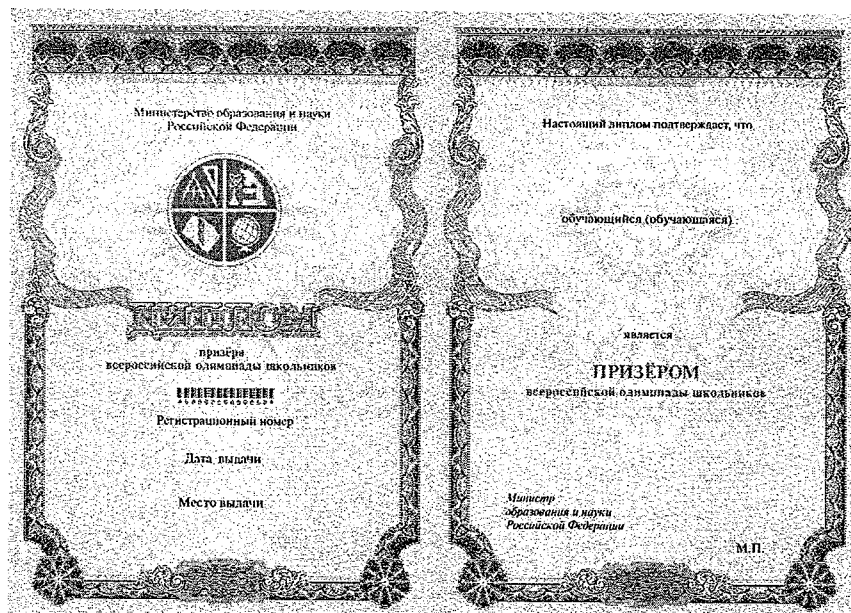 Министерство образования и науки
Российской Федерации
ДИПЛОМ
призёра
всероссийской олимпиады школьников
Регистрационный номер
Дата выдачи
Место выдачи
Настоящий диплом подтверждает, что
обучающийся (обучающаяся)
является
ПРИЗЁРОМ
всероссийской олимпиады школьников
Министр
образования и науки
Российской Федерации
М.П.